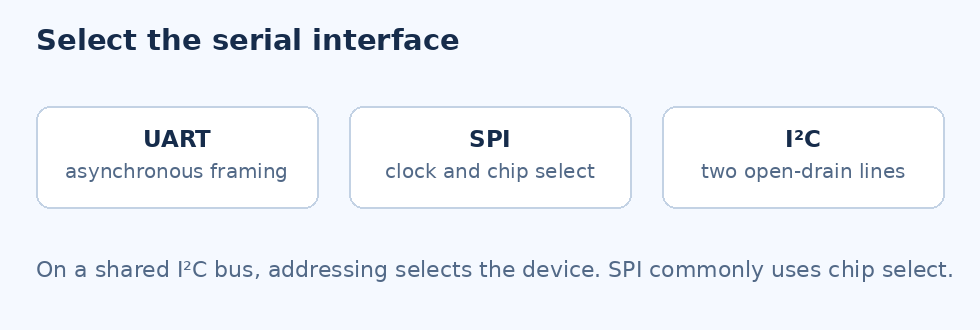 Select the serial interface
UART
asynchronous framing
SPI
clock and chip select
I²C
two open-drain lines
On a shared I²C bus, addressing selects the device. SPI commonly uses chip select.